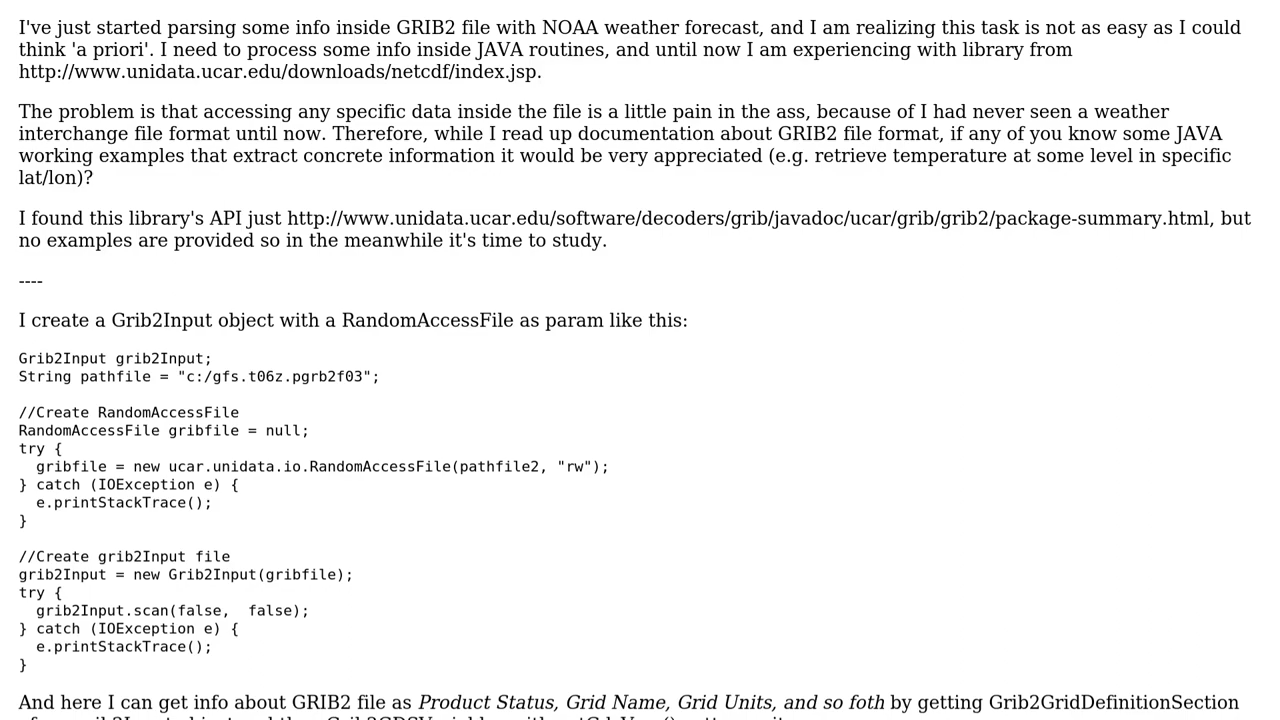 I've just started parsing some info inside GRIB2 file with NOAA weather forecast, and I am realizing this task is not as easy as I could
think 'a priori'. I need to process some info inside JAVA routines, and until now I am experiencing with library from
http://www.unidata.ucar.edu/downloads/netcdf/index.jsp.
The problem is that accessing any specific data inside the file is a little pain in the ass, because of I had never seen a weather
interchange file format until now. Therefore, while I read up documentation about GRIB2 file format, if any of you know some JAVA
working examples that extract concrete information it would be very appreciated (e.g. retrieve temperature at some level in specific
lat/lon)?
I found this library's API just http://www.unidata.ucar.edu/software/decoders/grib/javadoc/ucar/grib/grib2/package-summary.html, but
no examples are provided so in the meanwhile it's time to study.
----
I create a Grib2Input object with a RandomAccessFile as param like this:
Grib2Input grib2Input;
String pathfile = "c:/gfs.t06z.pgrb2f03";
//Create RandomAccessFile
RandomAccessFile gribfile = null;
try {
  gribfile = new ucar.unidata.io.RandomAccessFile(pathfile2, "rw");
} catch (IOException e) {
  e.printStackTrace();
}
//Create grib2Input file
grib2Input = new Grib2Input(gribfile);
try {
  grib2Input.scan(false,  false);
} catch (IOException e) {
  e.printStackTrace();
}
And here I can get info about GRIB2 file as Product Status, Grid Name, Grid Units, and so foth by getting Grib2GridDefinitionSection